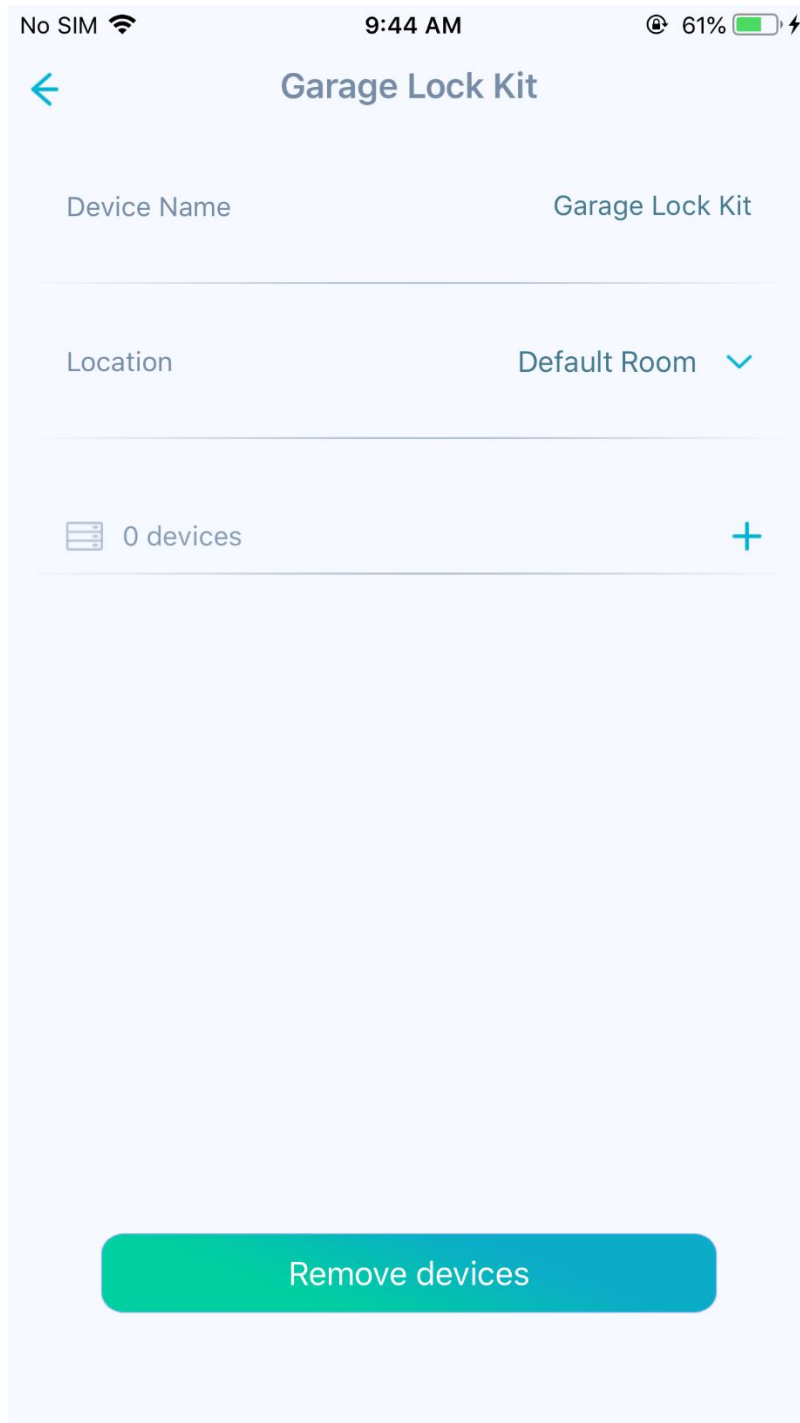 No SIM 9:44 AM 61%
Garage Lock Kit
Device Name Garage Lock Kit
Location Default Room
0 devices +
Remove devices